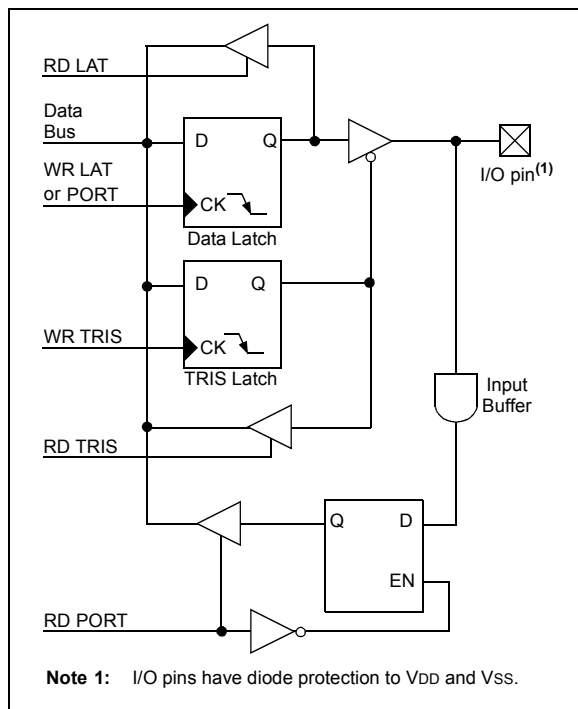 RD LAT
Data
Bus
D
Q
WR LAT
or PORT
CK
Data Latch
I/O pin(1)
D
Q
WR TRIS
CK
TRIS Latch
Input
Buffer
RD TRIS
Q
D
EN
RD PORT
Note 1: I/O pins have diode protection to VDD and VSS.